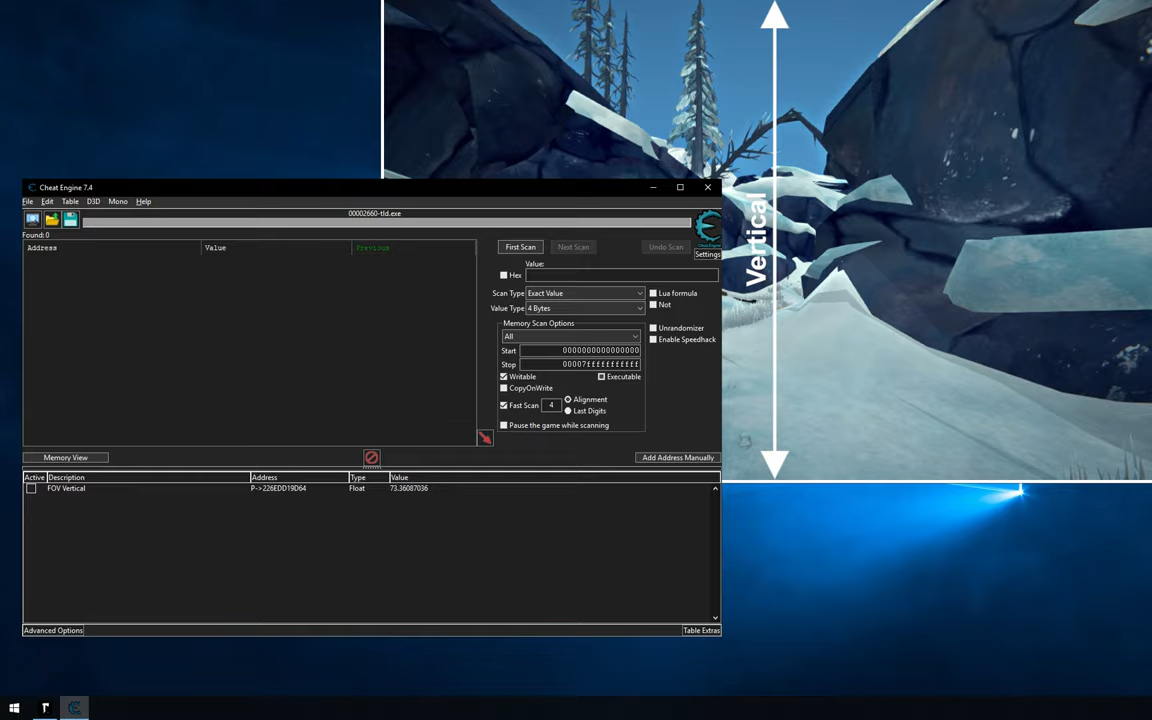 Cheat Engine 7.4
File Edit Table D3D Mono Help
00002660-tld.exe
Found: 0
Address Value Previous
First Scan Next Scan Undo Scan
Cheat Engine
Settings
Value:
Hex
Scan Type Exact Value
Lua formula
Value Type 4 Bytes
Not
Memory Scan Options
All
Unrandomizer
Enable Speedhack
Start 0000000000000000
Stop 00007fffffffffff
Writable Executable
CopyOnWrite
Fast Scan 4 Alignment
Last Digits
Pause the game while scanning
Memory View Add Address Manually
Active Description Address Type Value
FOV Vertical P->226EDD19D64 Float 73.36087036
Advanced Options Table Extras
Vertical